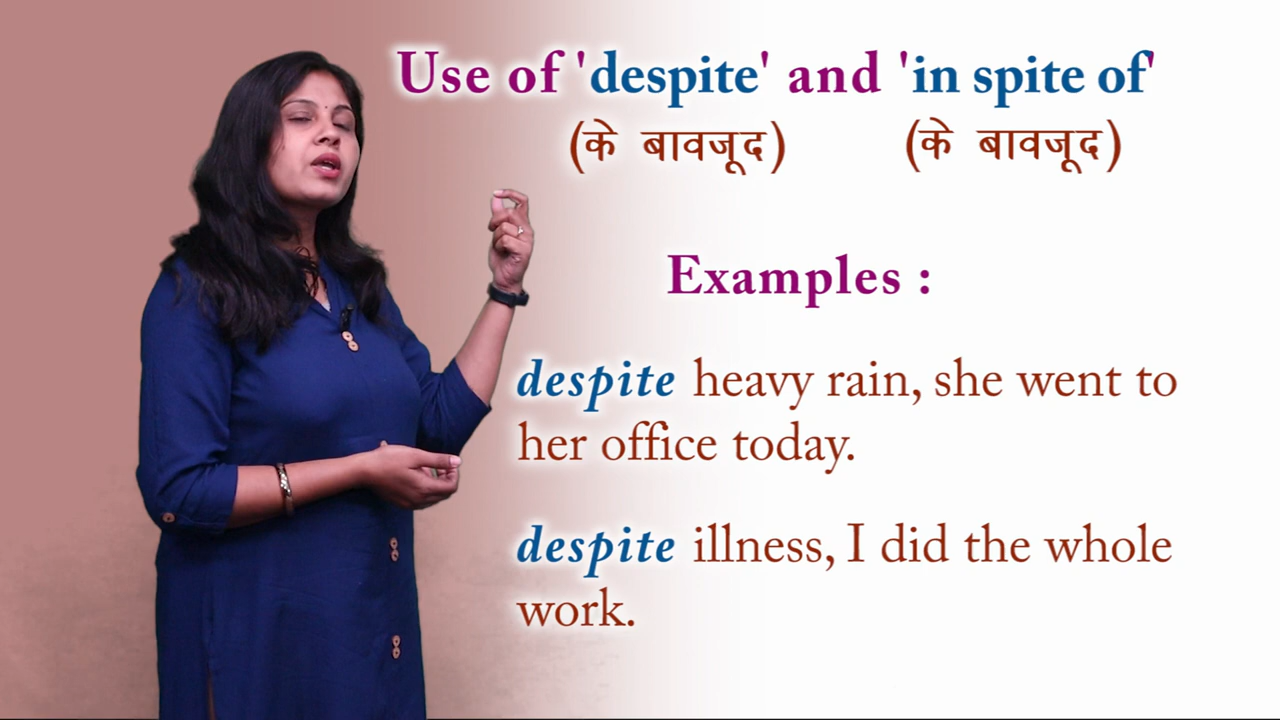 Use of 'despite' and 'in spite of'
(के बावजूद) (के बावजूद)
Examples :
despite heavy rain, she went to
her office today.
despite illness, I did the whole
work.